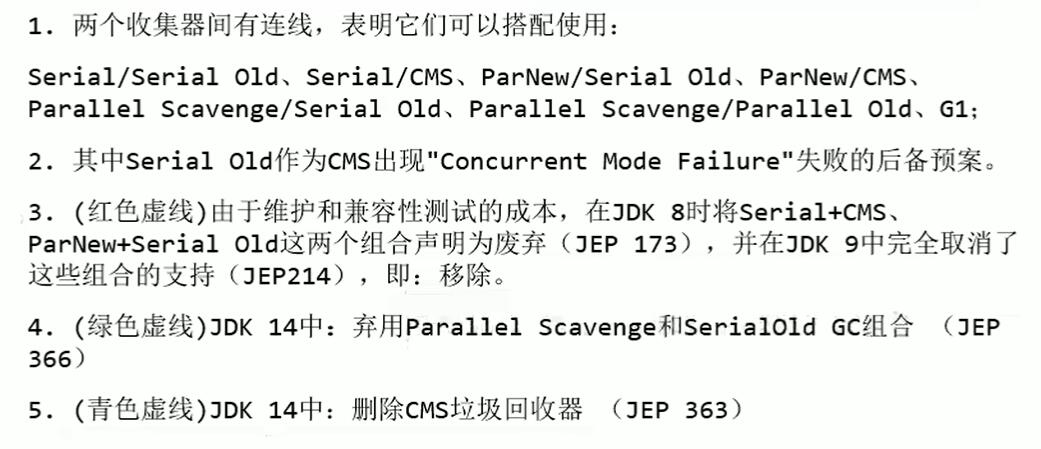 1. 两个收集器间有连线，表明它们可以搭配使用：
Serial/Serial Old、Serial/CMS、ParNew/Serial Old、ParNew/CMS、
Parallel Scavenge/Serial Old、Parallel Scavenge/Parallel Old、G1；
2. 其中Serial Old作为CMS出现"Concurrent Mode Failure"失败的后备预案。
3. (红色虚线)由于维护和兼容性测试的成本，在JDK 8时将Serial+CMS、
ParNew+Serial Old这两个组合声明为废弃（JEP 173），并在JDK 9中完全取消了
这些组合的支持（JEP214），即：移除。
4. (绿色虚线)JDK 14中：弃用Parallel Scavenge和SerialOld GC组合 （JEP
366）
5. (青色虚线)JDK 14中：删除CMS垃圾回收器 （JEP 363）